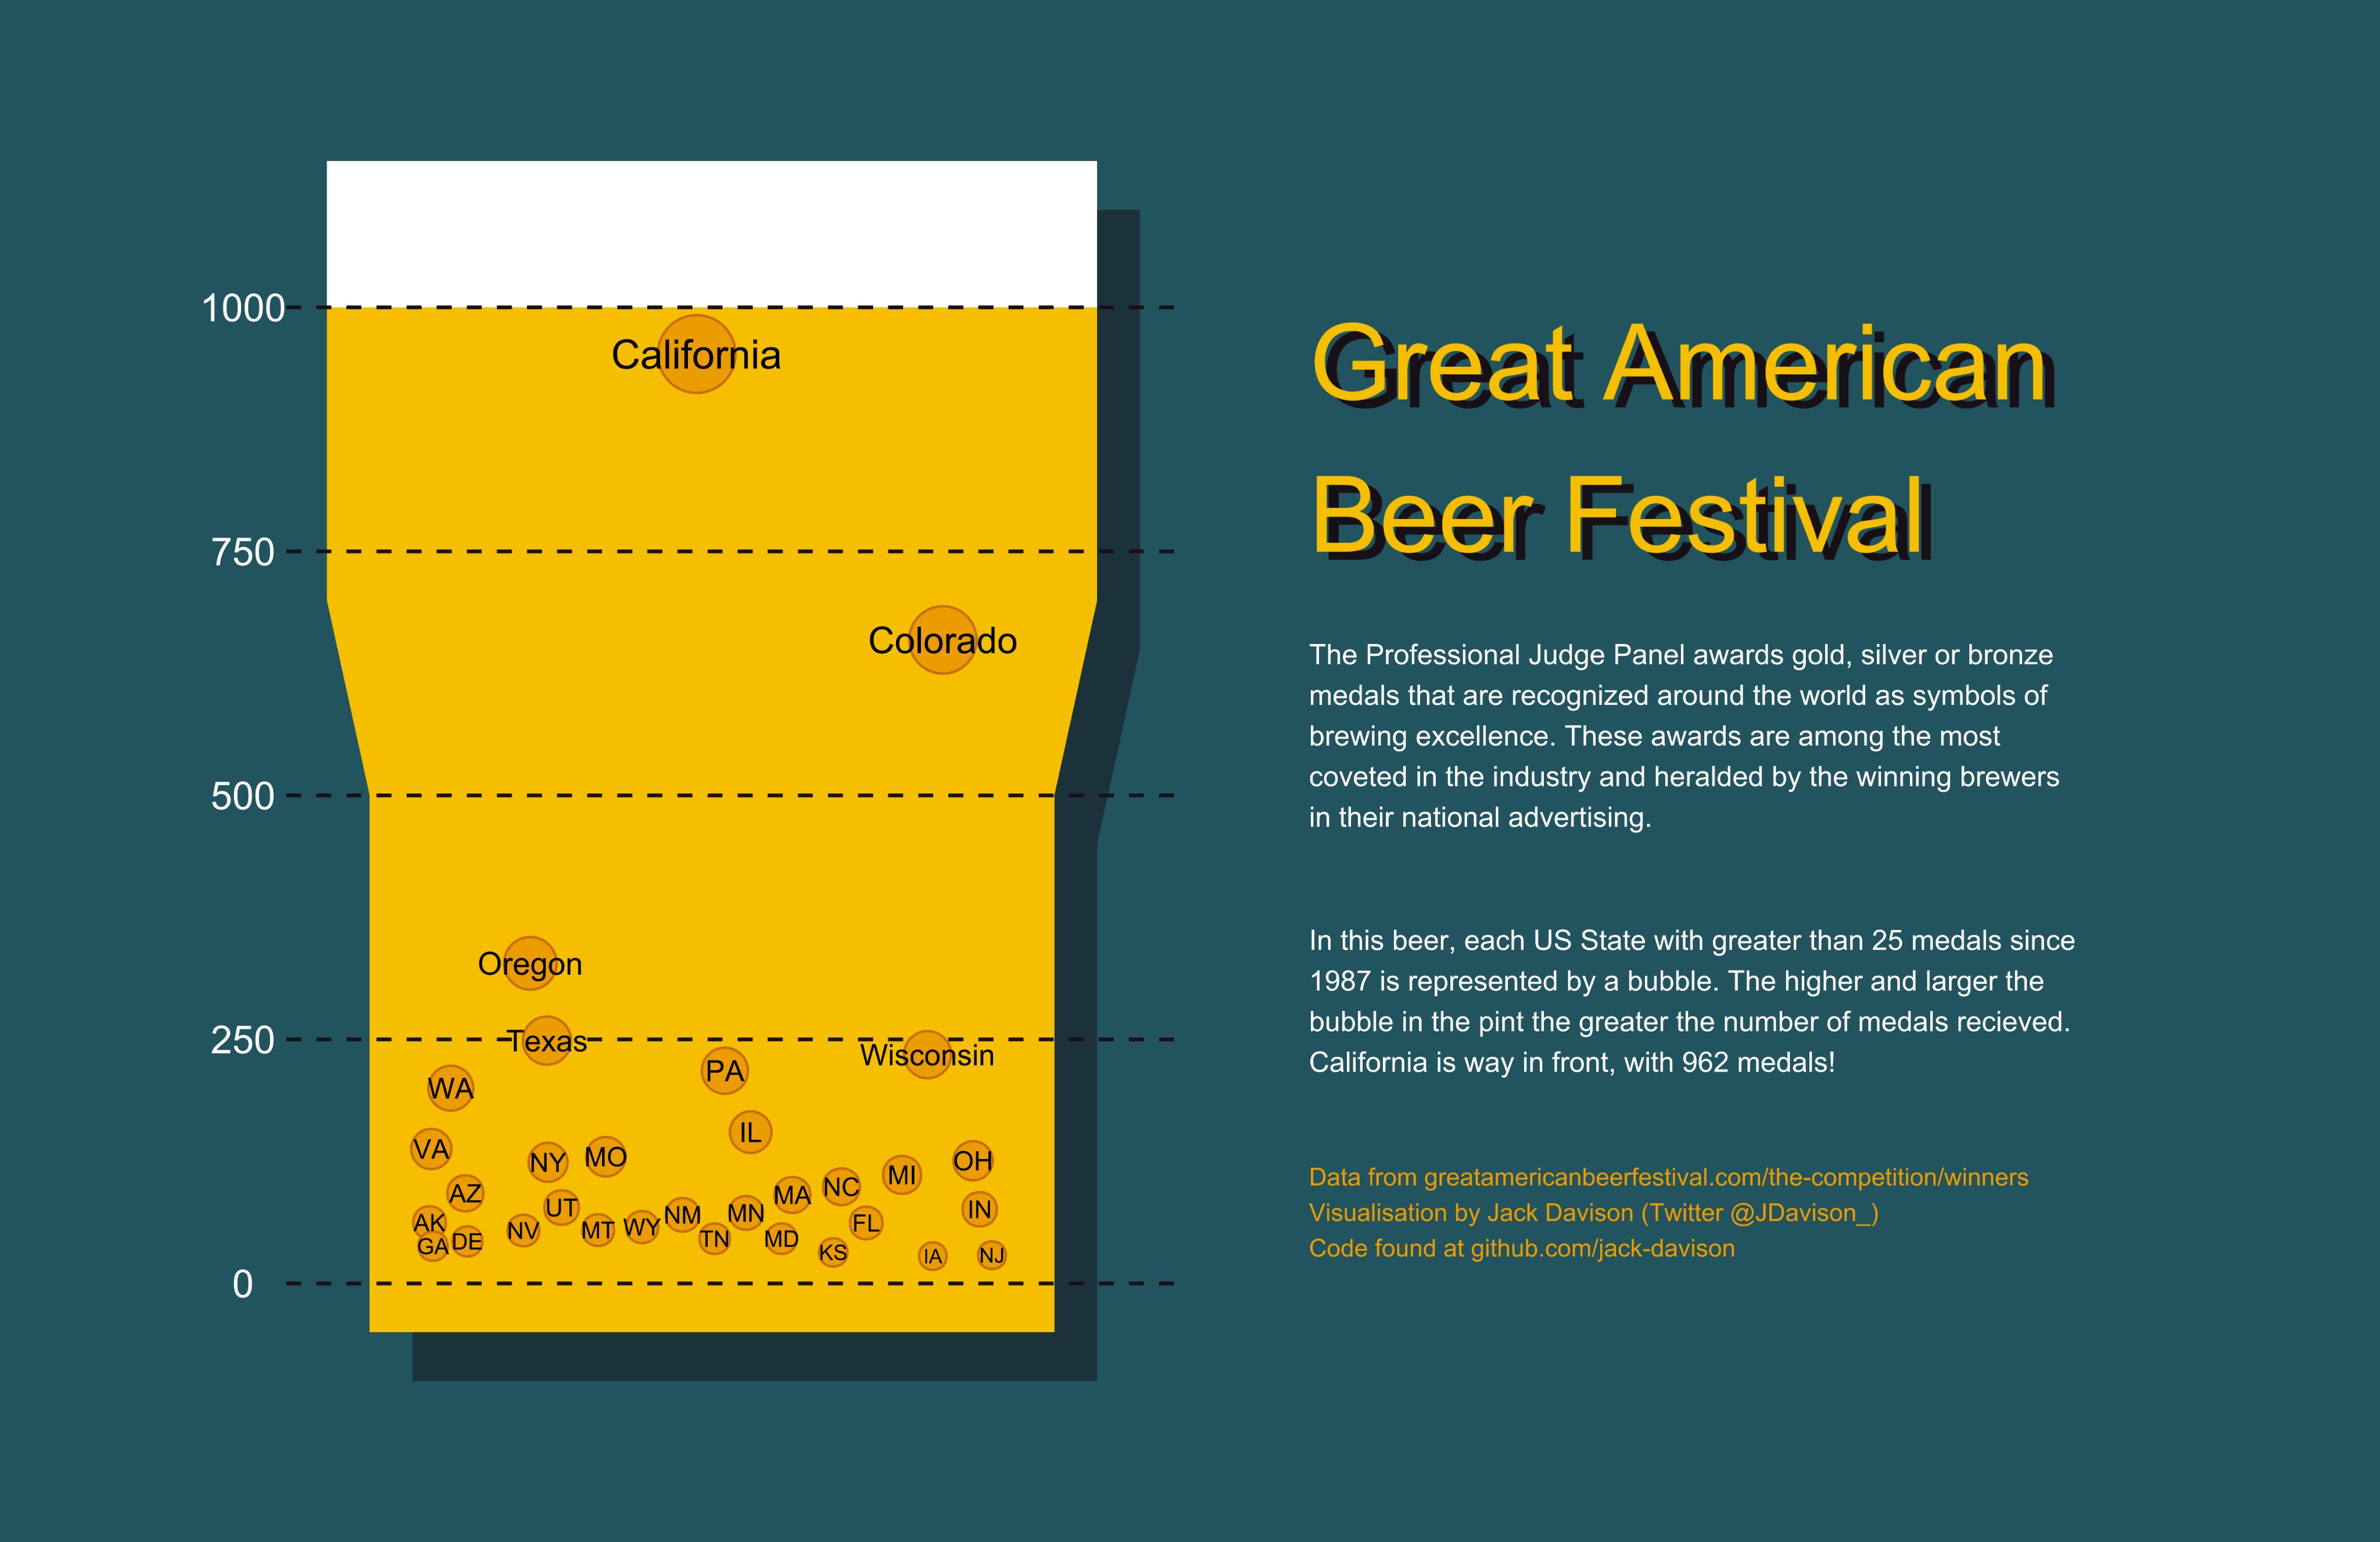 1000
California
750
Colorado
500
Oregon
250
Texas
Wisconsin
PA
WA
IL
VA
NY
MO
OH
MI
AZ
MA
NC
UT
IN
AK
NM
MN
FL
NV
MT
WY
GA
DE
TN
MD
KS
IA
NJ
0
Great American
Beer Festival
The Professional Judge Panel awards gold, silver or bronze
medals that are recognized around the world as symbols of
brewing excellence. These awards are among the most
coveted in the industry and heralded by the winning brewers
in their national advertising.
In this beer, each US State with greater than 25 medals since
1987 is represented by a bubble. The higher and larger the
bubble in the pint the greater the number of medals recieved.
California is way in front, with 962 medals!
Data from greatamericanbeerfestival.com/the-competition/winners
Visualisation by Jack Davison (Twitter @JDavison_)
Code found at github.com/jack-davison